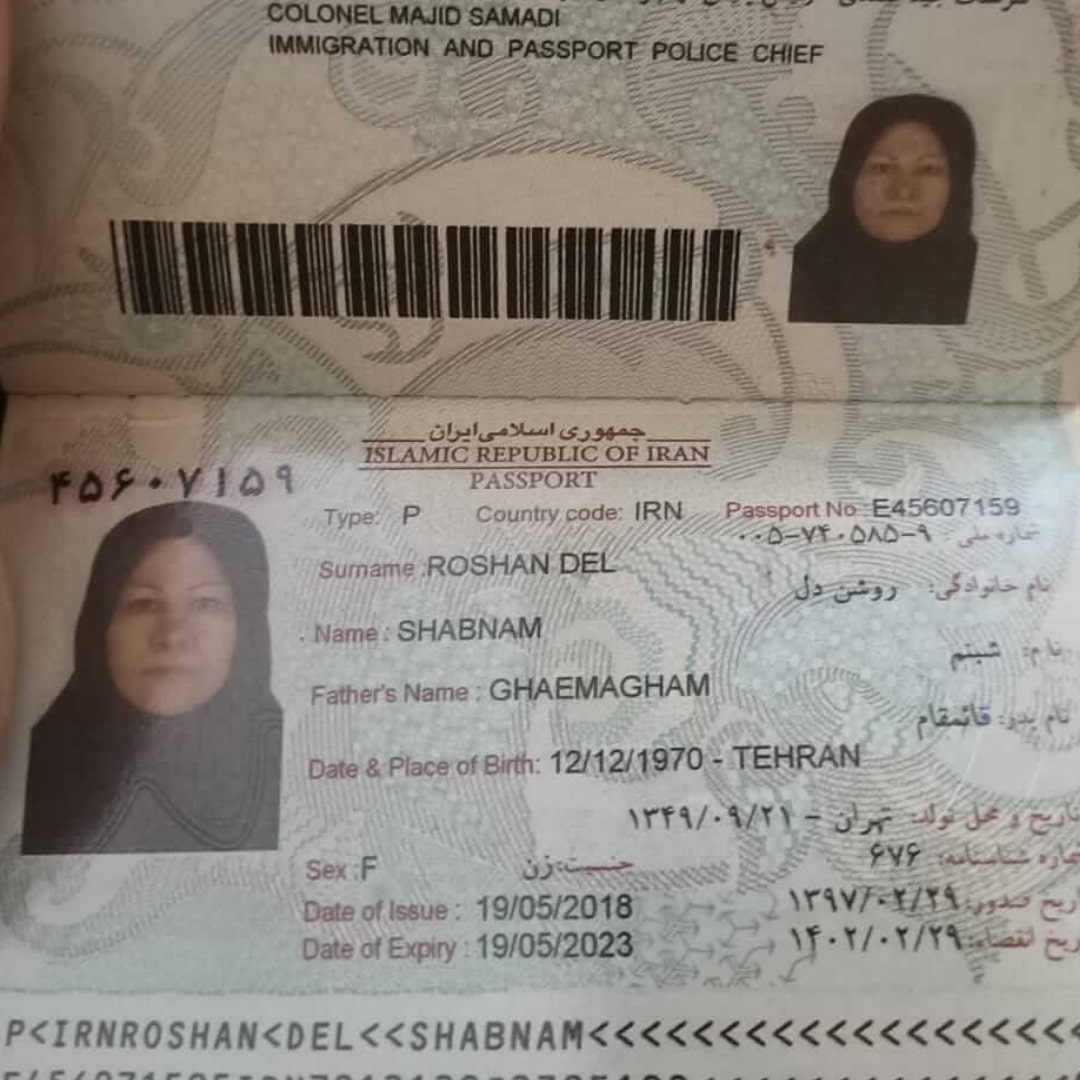 COLONEL MAJID SAMADI
IMMIGRATION AND PASSPORT POLICE CHIEF
جمهوری اسلامی ایران
ISLAMIC REPUBLIC OF IRAN
PASSPORT
۴۵۶۰۷۱۵۹
Type: P Country code: IRN Passport No :E45607159
شماره ملی: ۰۰۵-۷۴۰۵۸۵-۹
Surname :ROSHAN DEL
نام خانوادگی: روشن دل
Name : SHABNAM
نام: شبنم
Father's Name : GHAEMAGHAM
نام پدر: قائمقام
Date & Place of Birth: 12/12/1970 - TEHRAN
تاریخ و محل تولد: تهران - ۱۳۴۹/۰۹/۲۱
شماره شناسنامه: ۶۷۶
Sex :F جنسیت:زن
Date of Issue : 19/05/2018 تاریخ صدور: ۱۳۹۷/۰۲/۲۹
Date of Expiry : 19/05/2023 تاریخ انقضاء: ۱۴۰۲/۰۲/۲۹
P<IRNROSHAN<DEL<<SHABNAM<<<<<<<<<<<<<<<<<<<<